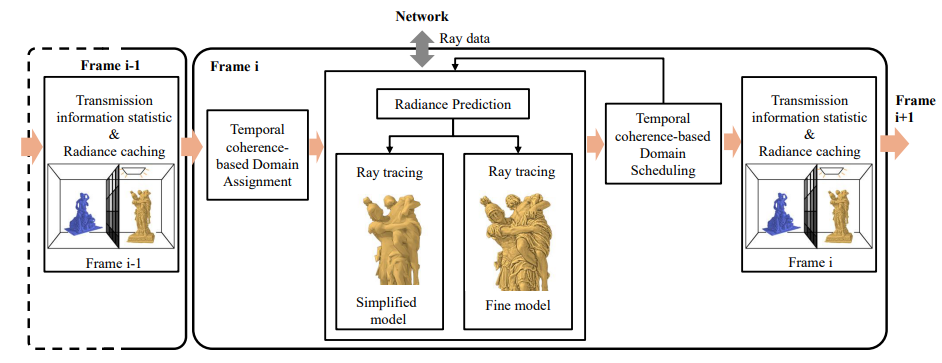 Network
Ray data
Frame i-1
Transmission
information statistic
&
Radiance caching
Frame i-1
Frame i
Temporal
coherence-
based Domain
Assignment
Radiance Prediction
Ray tracing
Simplified
model
Ray tracing
Fine model
Temporal
coherence-based
Domain
Scheduling
Transmission
information statistic
&
Radiance caching
Frame i
Frame
i+1